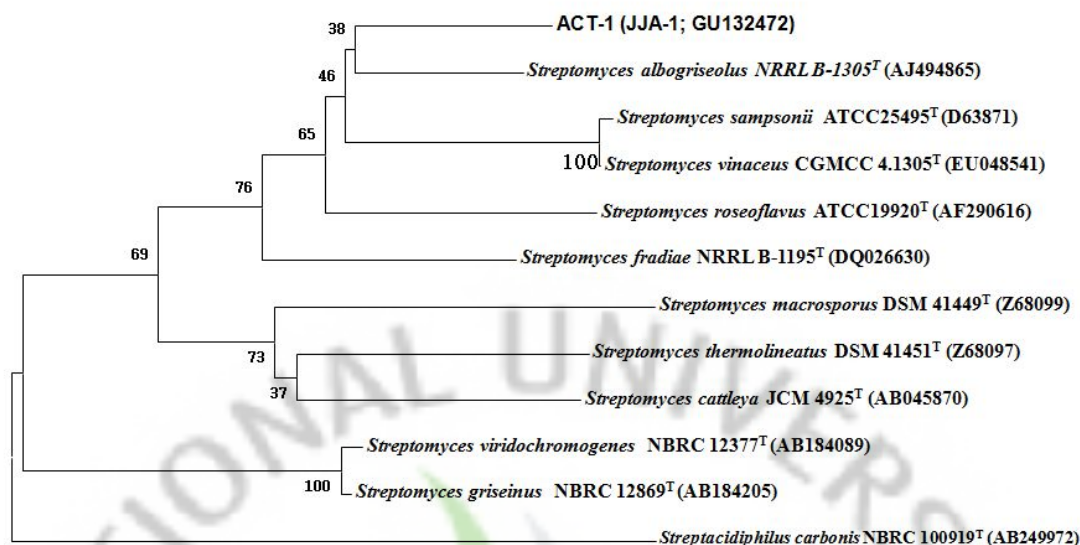 38
ACT-1 (JJA-1; GU132472)
Streptomyces albogriseolus NRRL B-1305ᵀ (AJ494865)
46
Streptomyces sampsonii ATCC25495ᵀ (D63871)
65
100
Streptomyces vinaceus CGMCC 4.1305ᵀ (EU048541)
76
Streptomyces roseoflavus ATCC19920ᵀ (AF290616)
69
Streptomyces fradiae NRRL B-1195ᵀ (DQ026630)
Streptomyces macrosporus DSM 41449ᵀ (Z68099)
73
Streptomyces thermolineatus DSM 41451ᵀ (Z68097)
37
Streptomyces cattleya JCM 4925ᵀ (AB045870)
Streptomyces viridochromogenes NBRC 12377ᵀ (AB184089)
100
Streptomyces griseinus NBRC 12869ᵀ (AB184205)
Streptacidiphilus carbonis NBRC 100919ᵀ (AB249972)
TIONAL UNIVERS